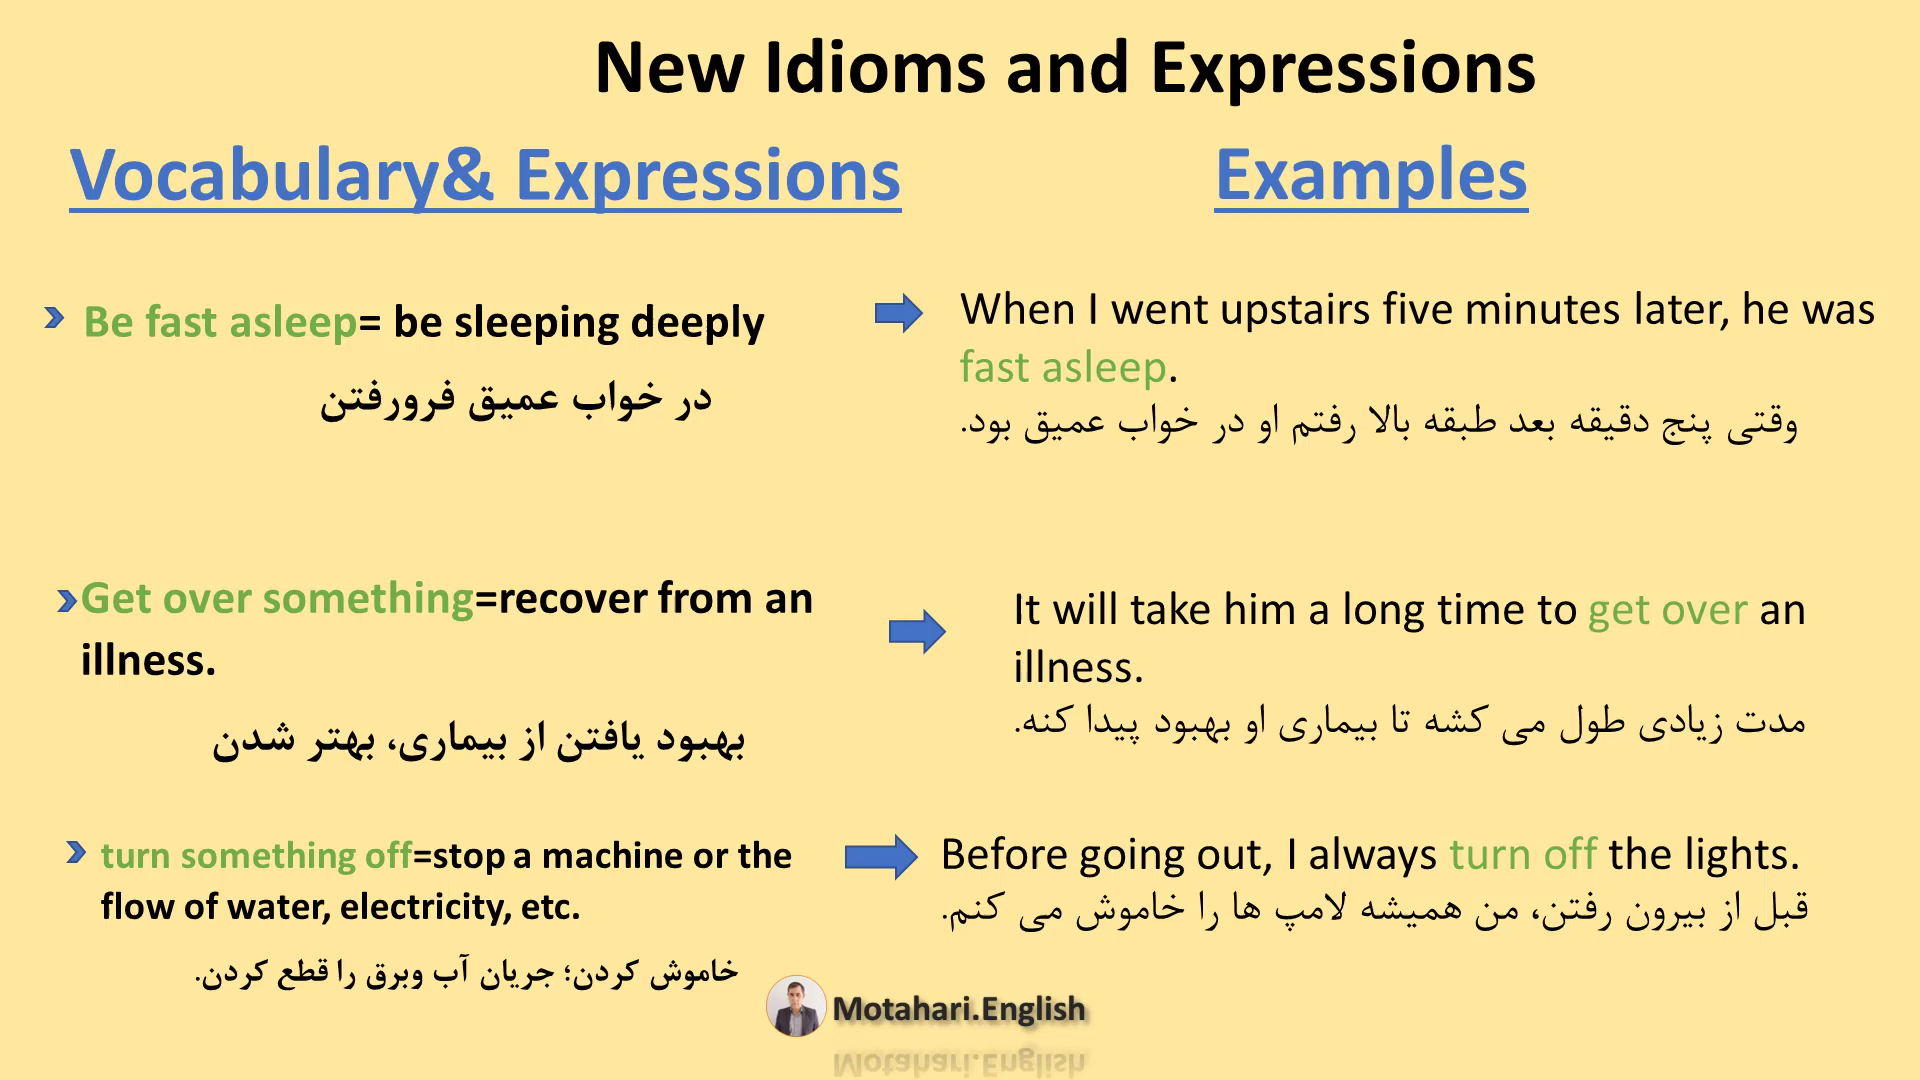 New Idioms and Expressions
Vocabulary& Expressions
Examples
Be fast asleep= be sleeping deeply
در خواب عمیق فرورفتن
When I went upstairs five minutes later, he was
fast asleep.
وقتی پنج دقیقه بعد طبقه بالا رفتم او در خواب عمیق بود.
Get over something=recover from an
illness.
بهبود یافتن از بیماری، بهتر شدن
It will take him a long time to get over an
illness.
مدت زیادی طول می کشه تا بیماری او بهبود پیدا کنه.
turn something off=stop a machine or the
flow of water, electricity, etc.
خاموش کردن؛ جریان آب وبرق را قطع کردن.
Before going out, I always turn off the lights.
قبل از بیرون رفتن، من همیشه لامپ ها را خاموش می کنم.
Motahari.English